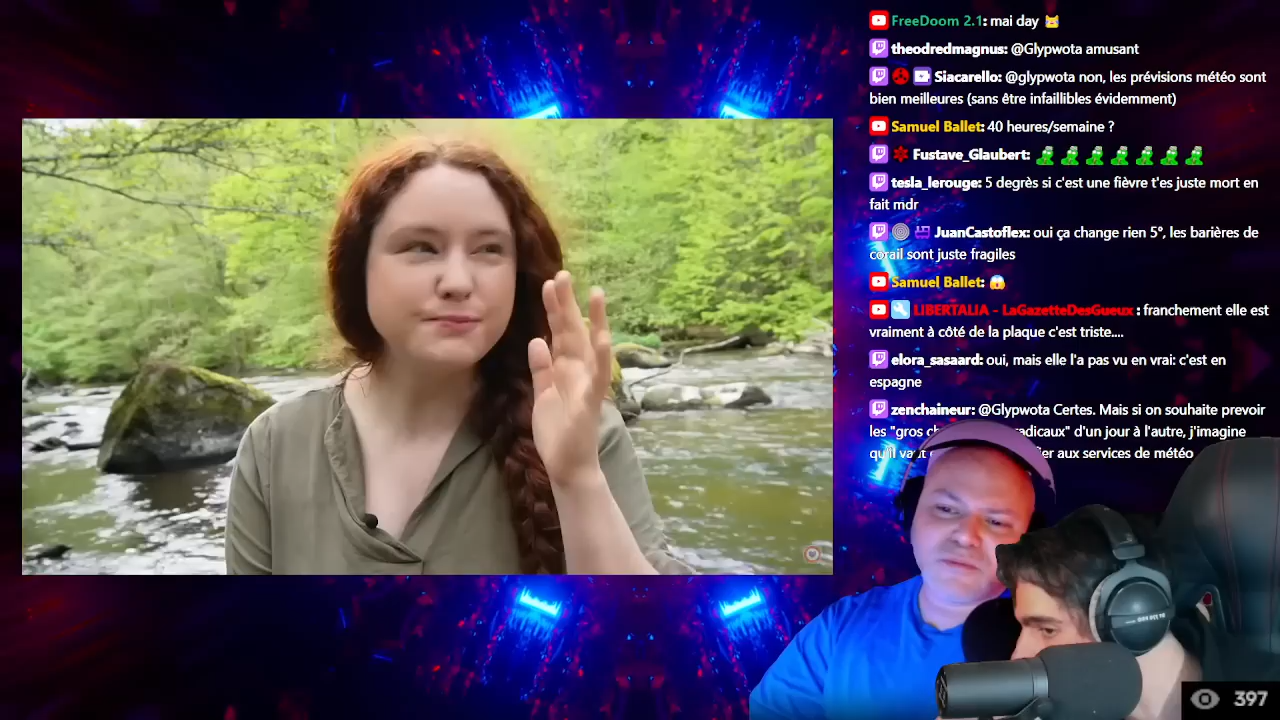 FreeDoom 2.1: mai day
theodredmagnus: @Glypwota amusant
Siacarello: @glypwota non, les prévisions météo sont
bien meilleures (sans être infaillibles évidemment)
Samuel Ballet: 40 heures/semaine ?
Fustave_Glaubert:
tesla_lerouge: 5 degrès si c'est une fièvre t'es juste mort en
fait mdr
JuanCastoflex: oui ça change rien 5°, les barières de
corail sont juste fragiles
Samuel Ballet:
LIBERTALIA - LaGazetteDesGueux : franchement elle est
vraiment à côté de la plaque c'est triste....
elora_sasaard: oui, mais elle l'a pas vu en vrai: c'est en
espagne
zenchaineur: @Glypwota Certes. Mais si on souhaite prevoir
les "gros radicaux" d'un jour à l'autre, j'imagine
qu'il aux services de météo
397